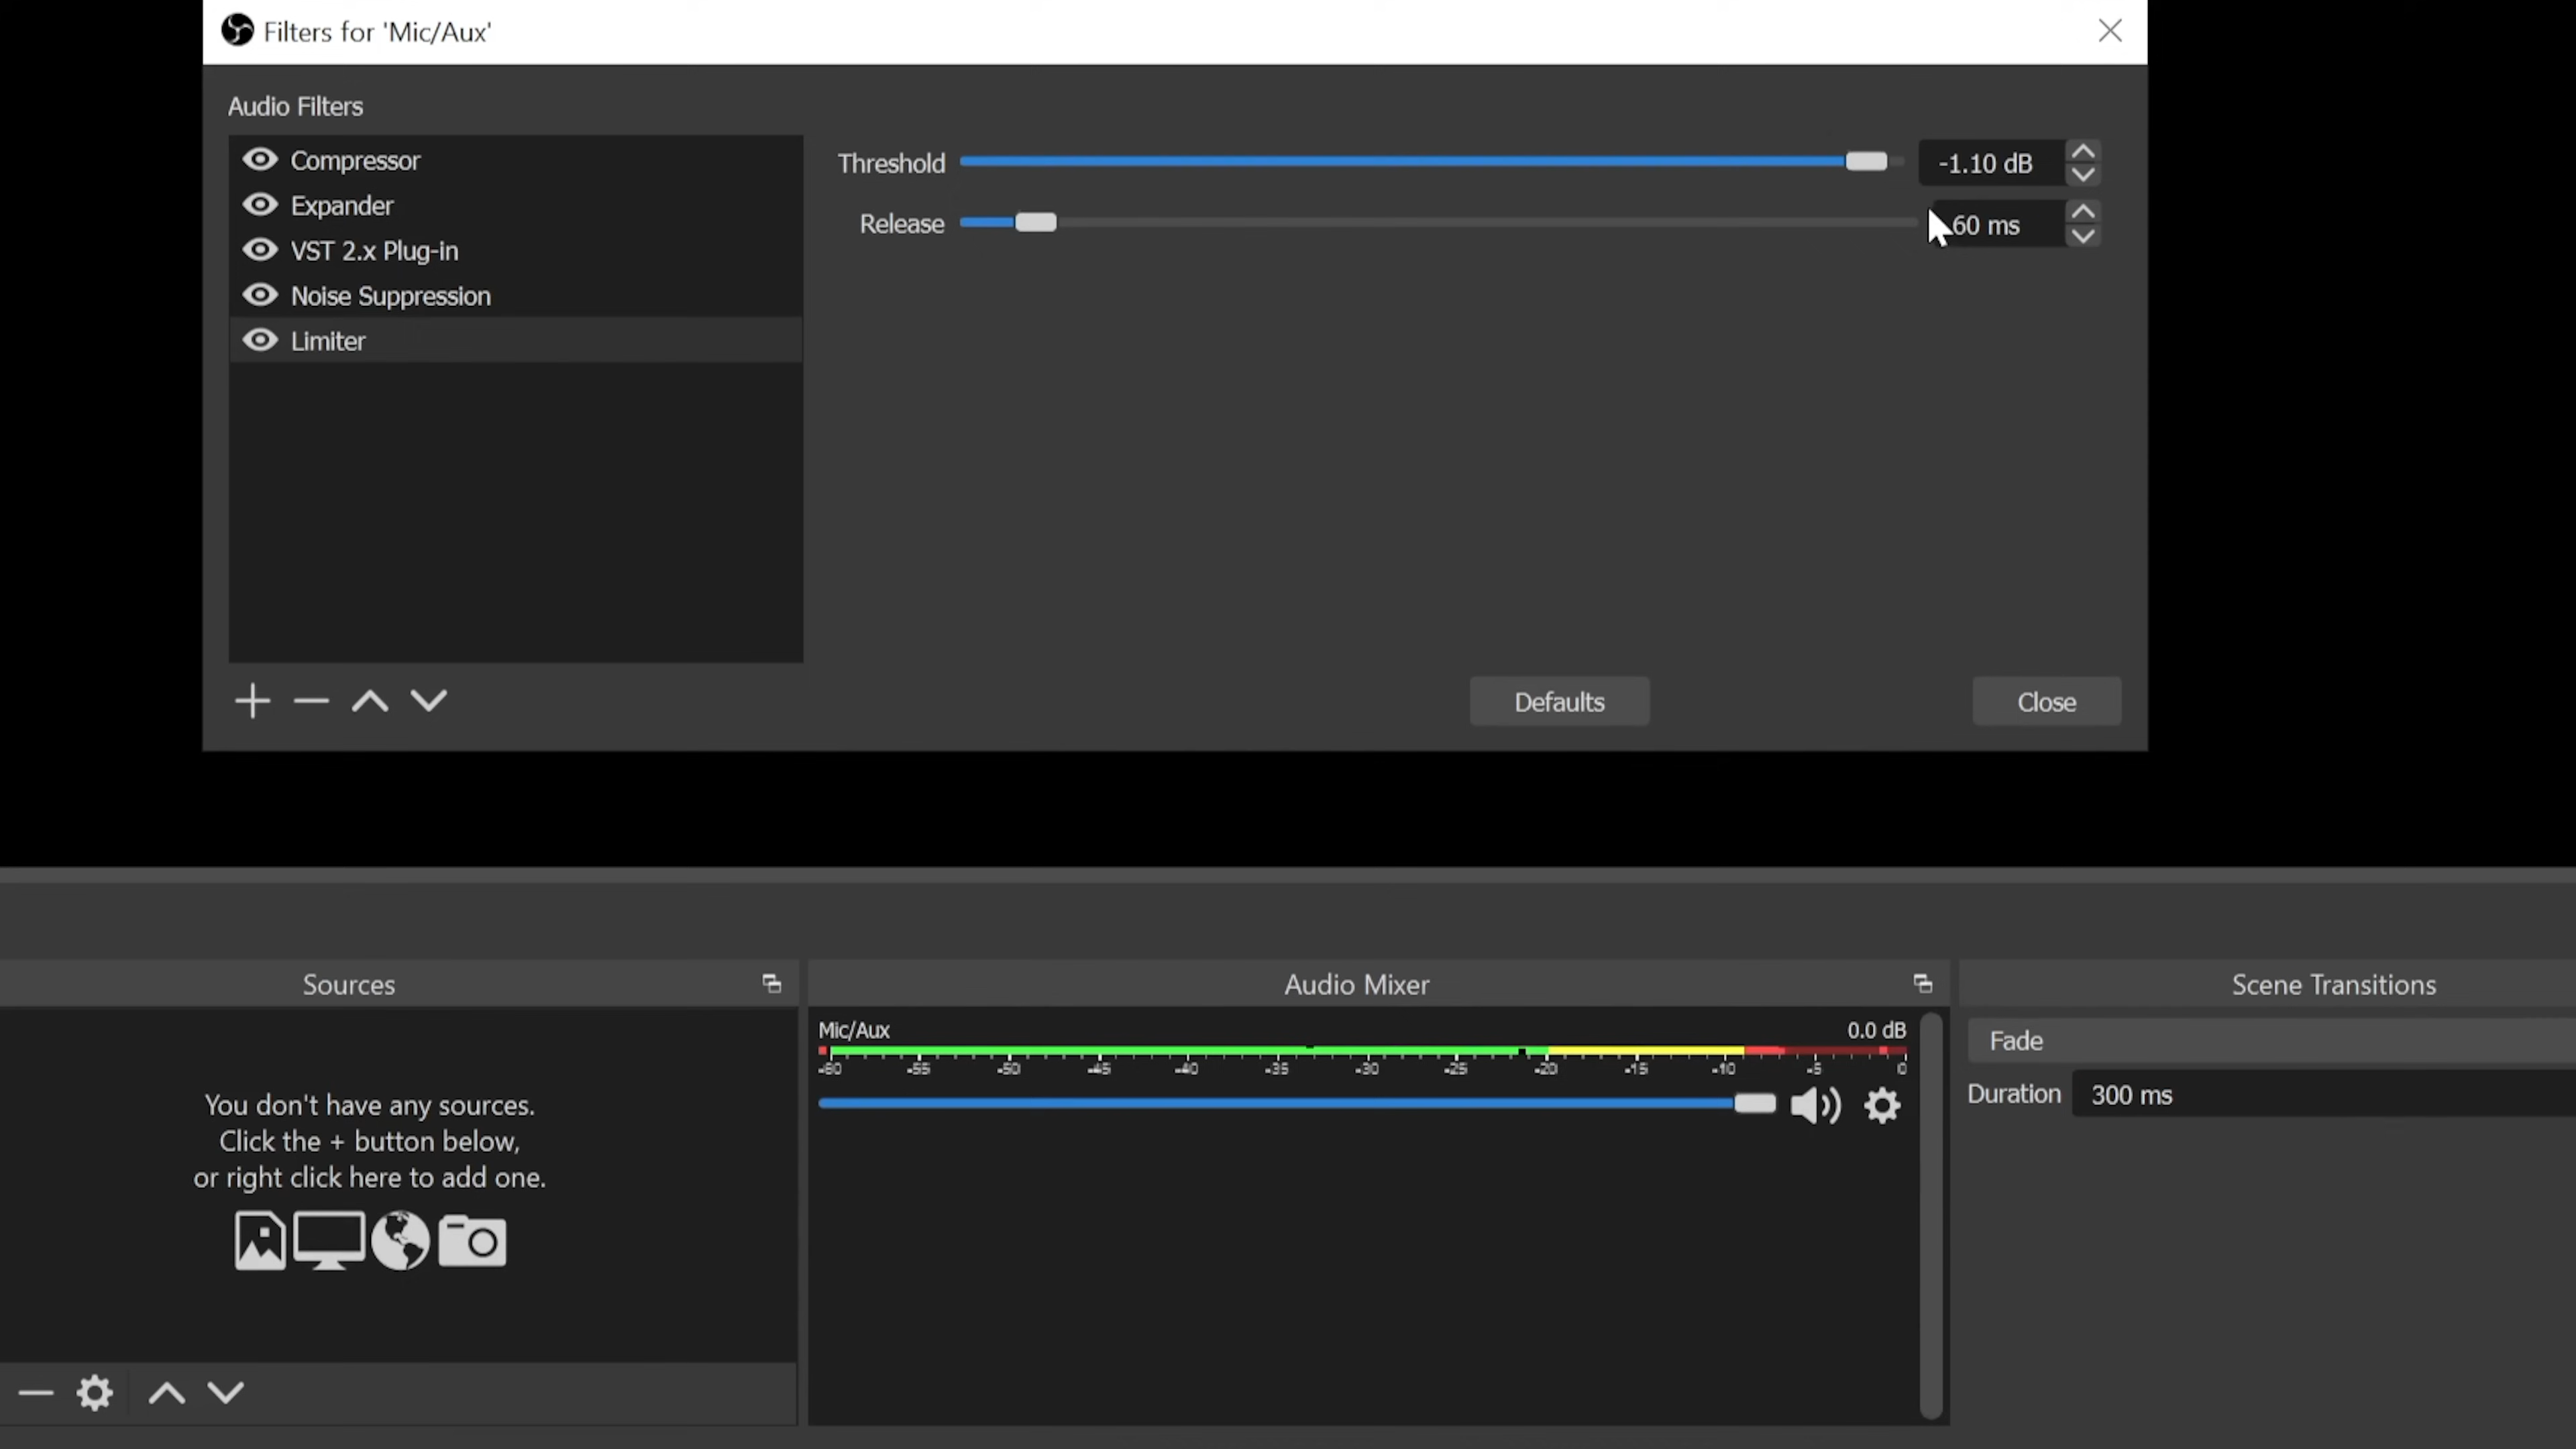 Filters for 'Mic/Aux'
Audio Filters
Compressor
Expander
VST 2.x Plug-in
Noise Suppression
Limiter
Threshold
-1.10 dB
Release
60 ms
Defaults
Close
Sources
Audio Mixer
Scene Transitions
Mic/Aux
0.0 dB
-60 -55 -50 -45 -40 -35 -30 -25 -20 -15 -10 -5 0
Fade
Duration
300 ms
You don't have any sources.
Click the + button below,
or right click here to add one.